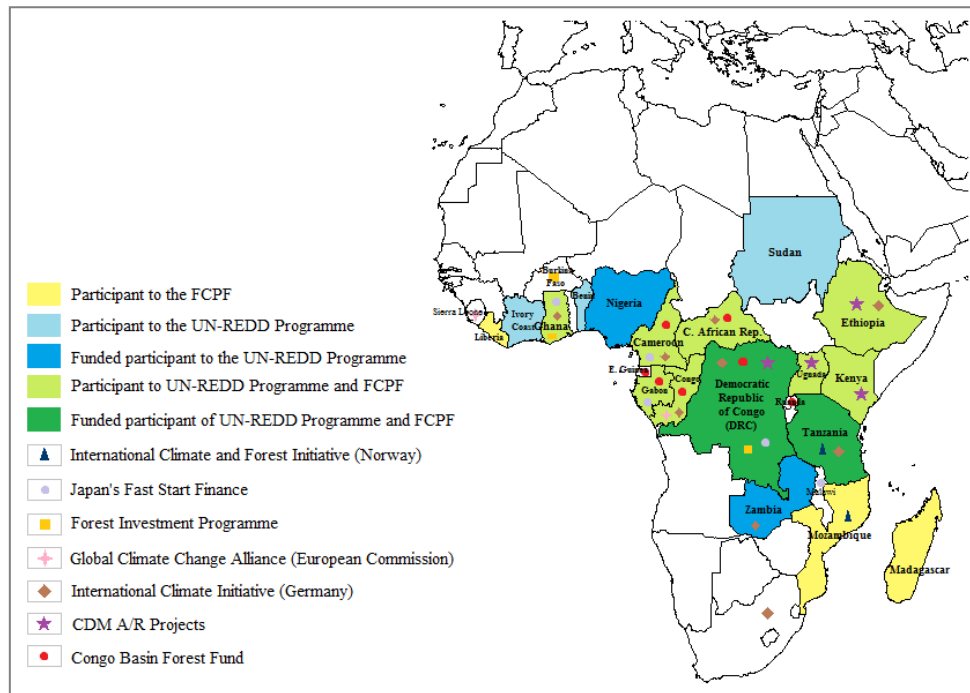 Participant to the FCPF
Participant to the UN-REDD Programme
Funded participant to the UN-REDD Programme
Participant to UN-REDD Programme and FCPF
Funded participant of UN-REDD Programme and FCPF
International Climate and Forest Initiative (Norway)
Japan's Fast Start Finance
Forest Investment Programme
Global Climate Change Alliance (European Commission)
International Climate Initiative (Germany)
CDM A/R Projects
Congo Basin Forest Fund
Sudan
Burkina
Faso
Sierra Leone
Liberia
Ivory
Coast
Ghana
Benin
Nigeria
Cameroon
C. African Rep.
Ethiopia
E. Guinea
Gabon
Congo
Democratic
Republic
of Congo
(DRC)
Uganda
Kenya
Rwanda
Tanzania
Malawi
Zambia
Mozambique
Madagascar